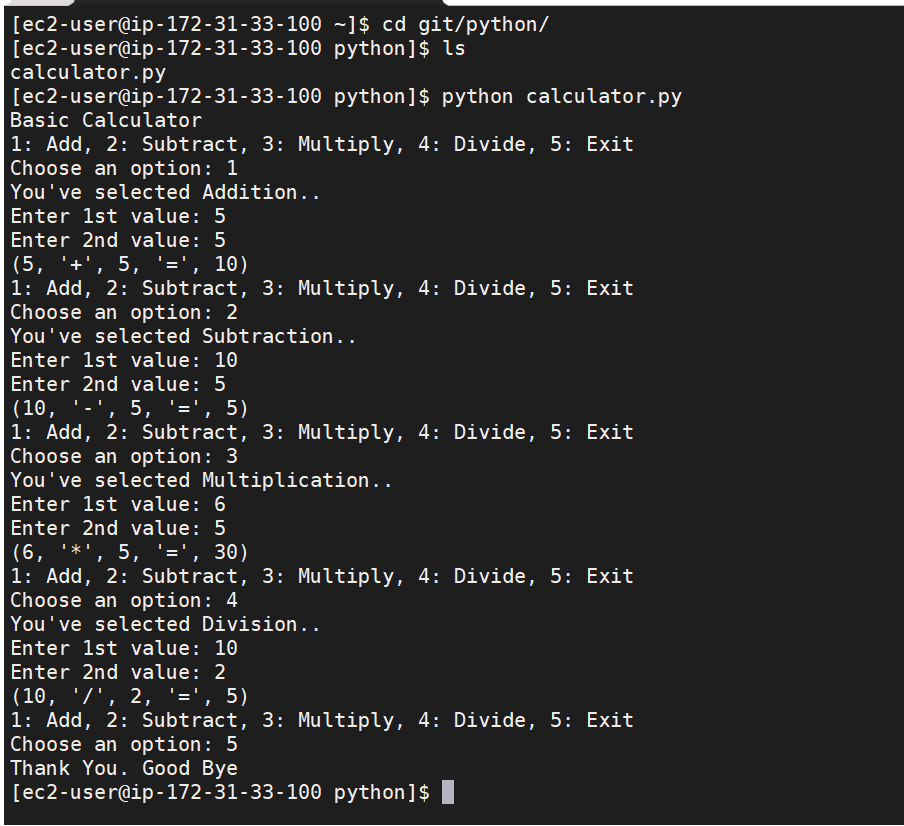 [ec2-user@ip-172-31-33-100 ~]$ cd git/python/
[ec2-user@ip-172-31-33-100 python]$ ls
calculator.py
[ec2-user@ip-172-31-33-100 python]$ python calculator.py
Basic Calculator
1: Add, 2: Subtract, 3: Multiply, 4: Divide, 5: Exit
Choose an option: 1
You've selected Addition..
Enter 1st value: 5
Enter 2nd value: 5
(5, '+', 5, '=', 10)
1: Add, 2: Subtract, 3: Multiply, 4: Divide, 5: Exit
Choose an option: 2
You've selected Subtraction..
Enter 1st value: 10
Enter 2nd value: 5
(10, '-', 5, '=', 5)
1: Add, 2: Subtract, 3: Multiply, 4: Divide, 5: Exit
Choose an option: 3
You've selected Multiplication..
Enter 1st value: 6
Enter 2nd value: 5
(6, '*', 5, '=', 30)
1: Add, 2: Subtract, 3: Multiply, 4: Divide, 5: Exit
Choose an option: 4
You've selected Division..
Enter 1st value: 10
Enter 2nd value: 2
(10, '/', 2, '=', 5)
1: Add, 2: Subtract, 3: Multiply, 4: Divide, 5: Exit
Choose an option: 5
Thank You. Good Bye
[ec2-user@ip-172-31-33-100 python]$